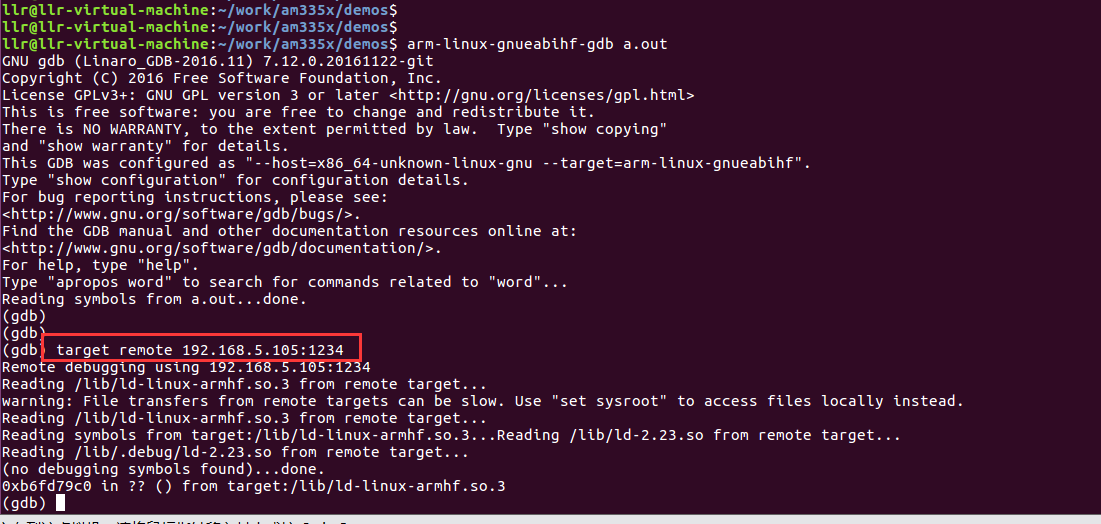 llr@llr-virtual-machine:~/work/am335x/demos$
llr@llr-virtual-machine:~/work/am335x/demos$
llr@llr-virtual-machine:~/work/am335x/demos$ arm-linux-gnueabihf-gdb a.out
GNU gdb (Linaro_GDB-2016.11) 7.12.0.20161122-git
Copyright (C) 2016 Free Software Foundation, Inc.
License GPLv3+: GNU GPL version 3 or later <http://gnu.org/licenses/gpl.html>
This is free software: you are free to change and redistribute it.
There is NO WARRANTY, to the extent permitted by law.  Type "show copying"
and "show warranty" for details.
This GDB was configured as "--host=x86_64-unknown-linux-gnu --target=arm-linux-gnueabihf".
Type "show configuration" for configuration details.
For bug reporting instructions, please see:
<http://www.gnu.org/software/gdb/bugs/>.
Find the GDB manual and other documentation resources online at:
<http://www.gnu.org/software/gdb/documentation/>.
For help, type "help".
Type "apropos word" to search for commands related to "word"...
Reading symbols from a.out...done.
(gdb)
(gdb)
(gdb) target remote 192.168.5.105:1234
Remote debugging using 192.168.5.105:1234
Reading /lib/ld-linux-armhf.so.3 from remote target...
warning: File transfers from remote targets can be slow. Use "set sysroot" to access files locally instead.
Reading /lib/ld-linux-armhf.so.3 from remote target...
Reading symbols from target:/lib/ld-linux-armhf.so.3...Reading /lib/ld-2.23.so from remote target...
Reading /lib/.debug/ld-2.23.so from remote target...
(no debugging symbols found)...done.
0xb6fd79c0 in ?? () from target:/lib/ld-linux-armhf.so.3
(gdb)